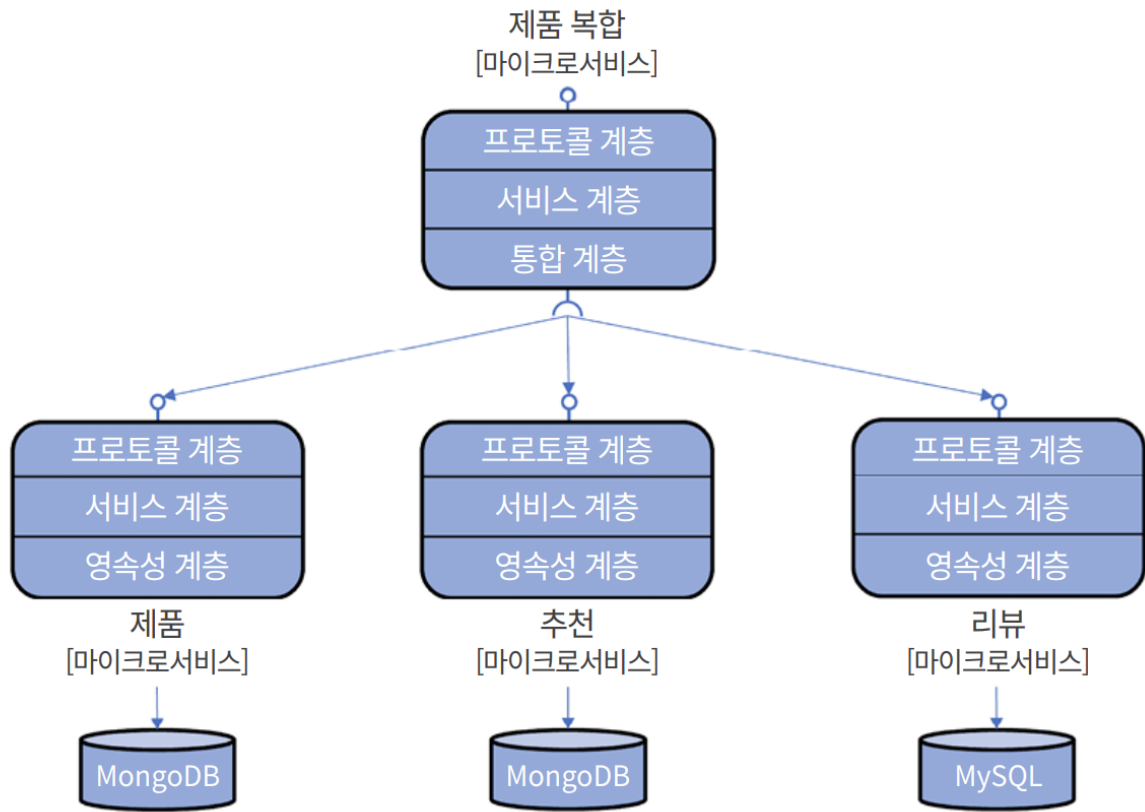 제품 복합
[마이크로서비스]
프로토콜 계층
서비스 계층
통합 계층
프로토콜 계층
서비스 계층
영속성 계층
제품
[마이크로서비스]
MongoDB
프로토콜 계층
서비스 계층
영속성 계층
추천
[마이크로서비스]
MongoDB
프로토콜 계층
서비스 계층
영속성 계층
리뷰
[마이크로서비스]
MySQL